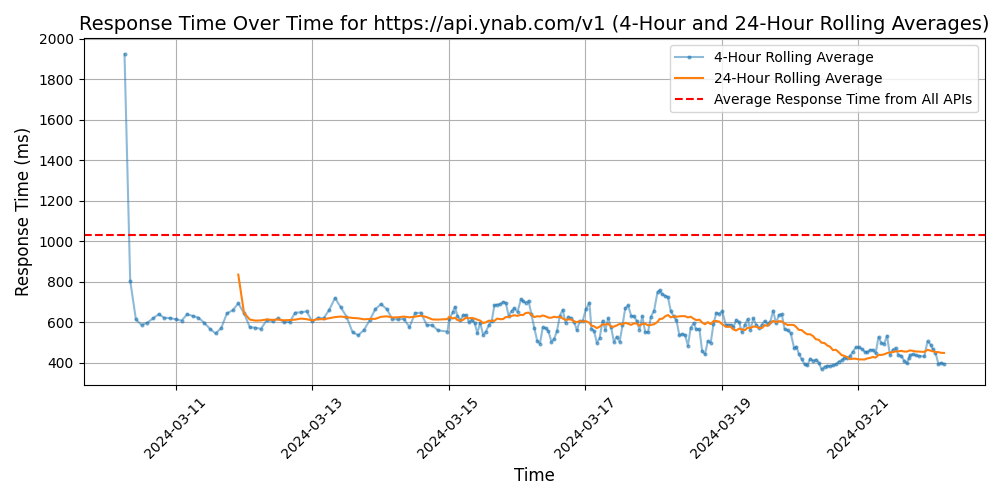 Response Time Over Time for https://api.ynab.com/v1 (4-Hour and 24-Hour Rolling Averages)
4-Hour Rolling Average
24-Hour Rolling Average
Average Response Time from All APIs
Response Time (ms)
2000
1800
1600
1400
1200
1000
800
600
400
2024-03-11
2024-03-13
2024-03-15
2024-03-17
2024-03-19
2024-03-21
Time